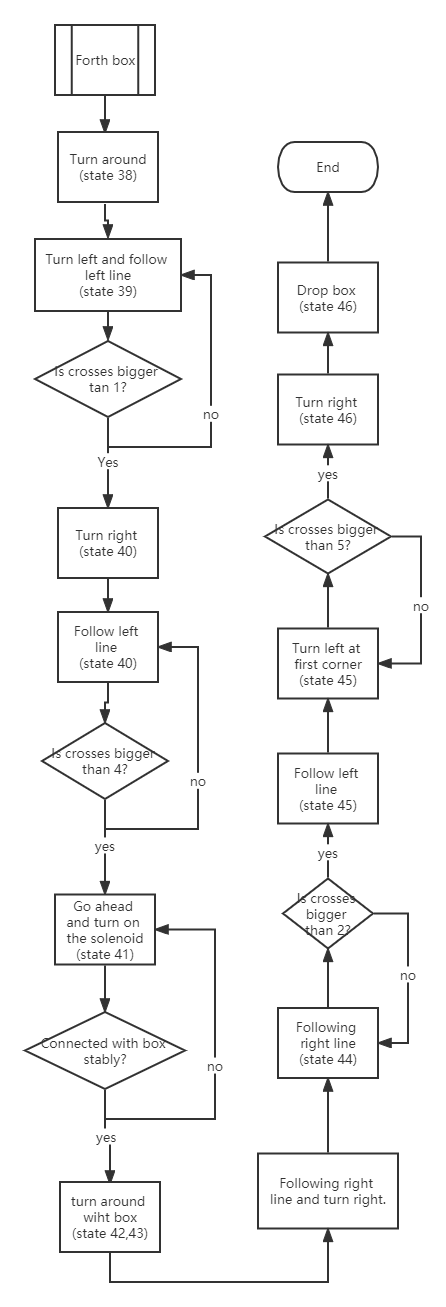 Forth box
Turn around
(state 38)
Turn left and follow
left line
(state 39)
Is crosses bigger
tan 1?
no
Yes
Turn right
(state 40)
Follow left
line
(state 40)
Is crosses bigger
than 4?
no
yes
Go ahead
and turn on
the solenoid
(state 41)
Connected with box
stably?
no
yes
turn around
wiht box
(state 42,43)
Following right
line and turn right.
Following
right line
(state 44)
Is crosses
bigger
than 2?
no
yes
Follow left
line
(state 45)
Turn left at
first corner
(state 45)
Is crosses bigger
than 5?
no
yes
Turn right
(state 46)
Drop box
(state 46)
End